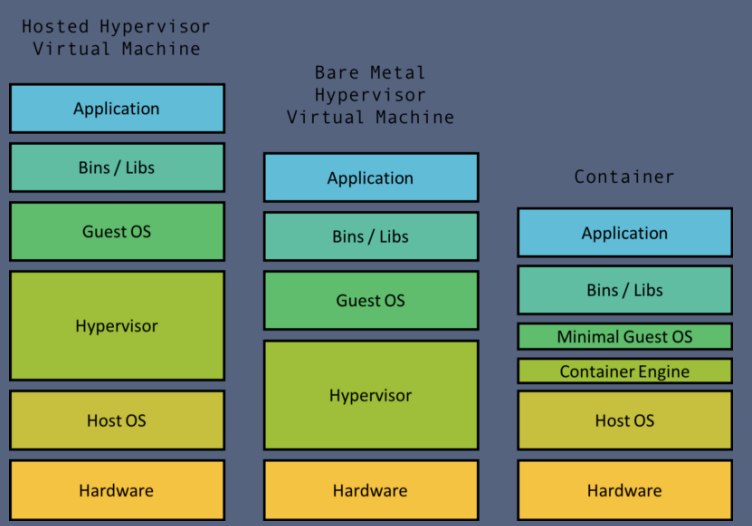 Hosted Hypervisor
Virtual Machine
Application
Bins / Libs
Guest OS
Hypervisor
Host OS
Hardware
Bare Metal
Hypervisor
Virtual Machine
Application
Bins / Libs
Guest OS
Hypervisor
Hardware
Container
Application
Bins / Libs
Minimal Guest OS
Container Engine
Host OS
Hardware